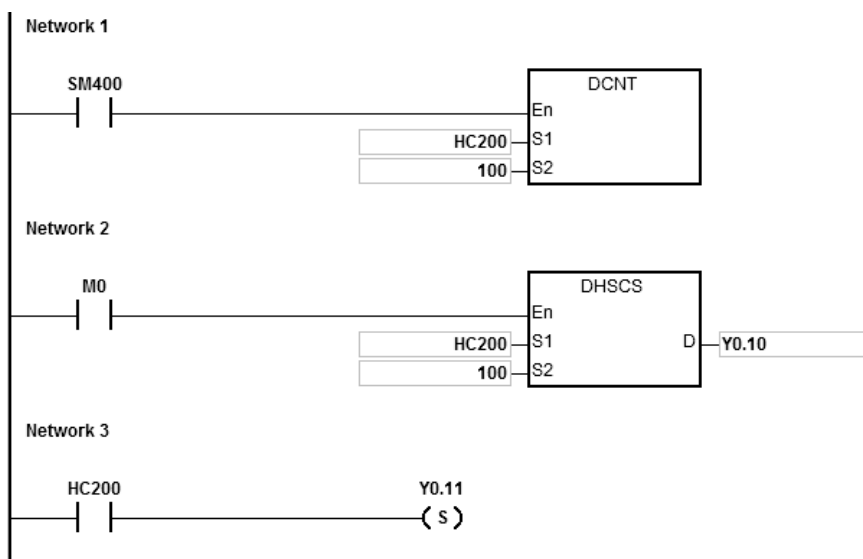 Network 1
SM400
DCNT
En
HC200 S1
100 S2
Network 2
M0
DHSCS
En
HC200 S1 D Y0.10
100 S2
Network 3
HC200 Y0.11
S